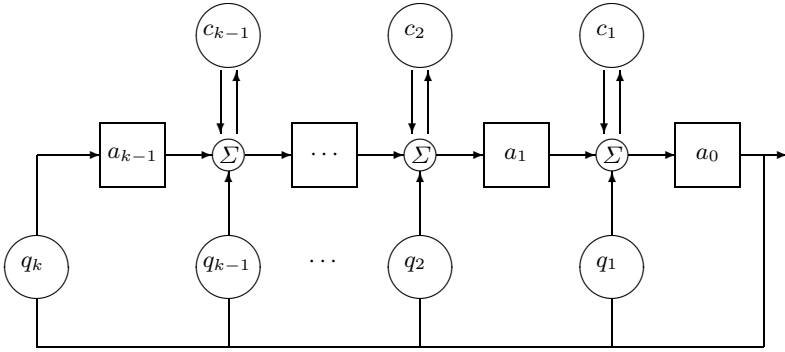 c_{k−1} c_2 c_1
a_{k−1} Σ ··· Σ a_1 Σ a_0
q_k q_{k−1} ··· q_2 q_1